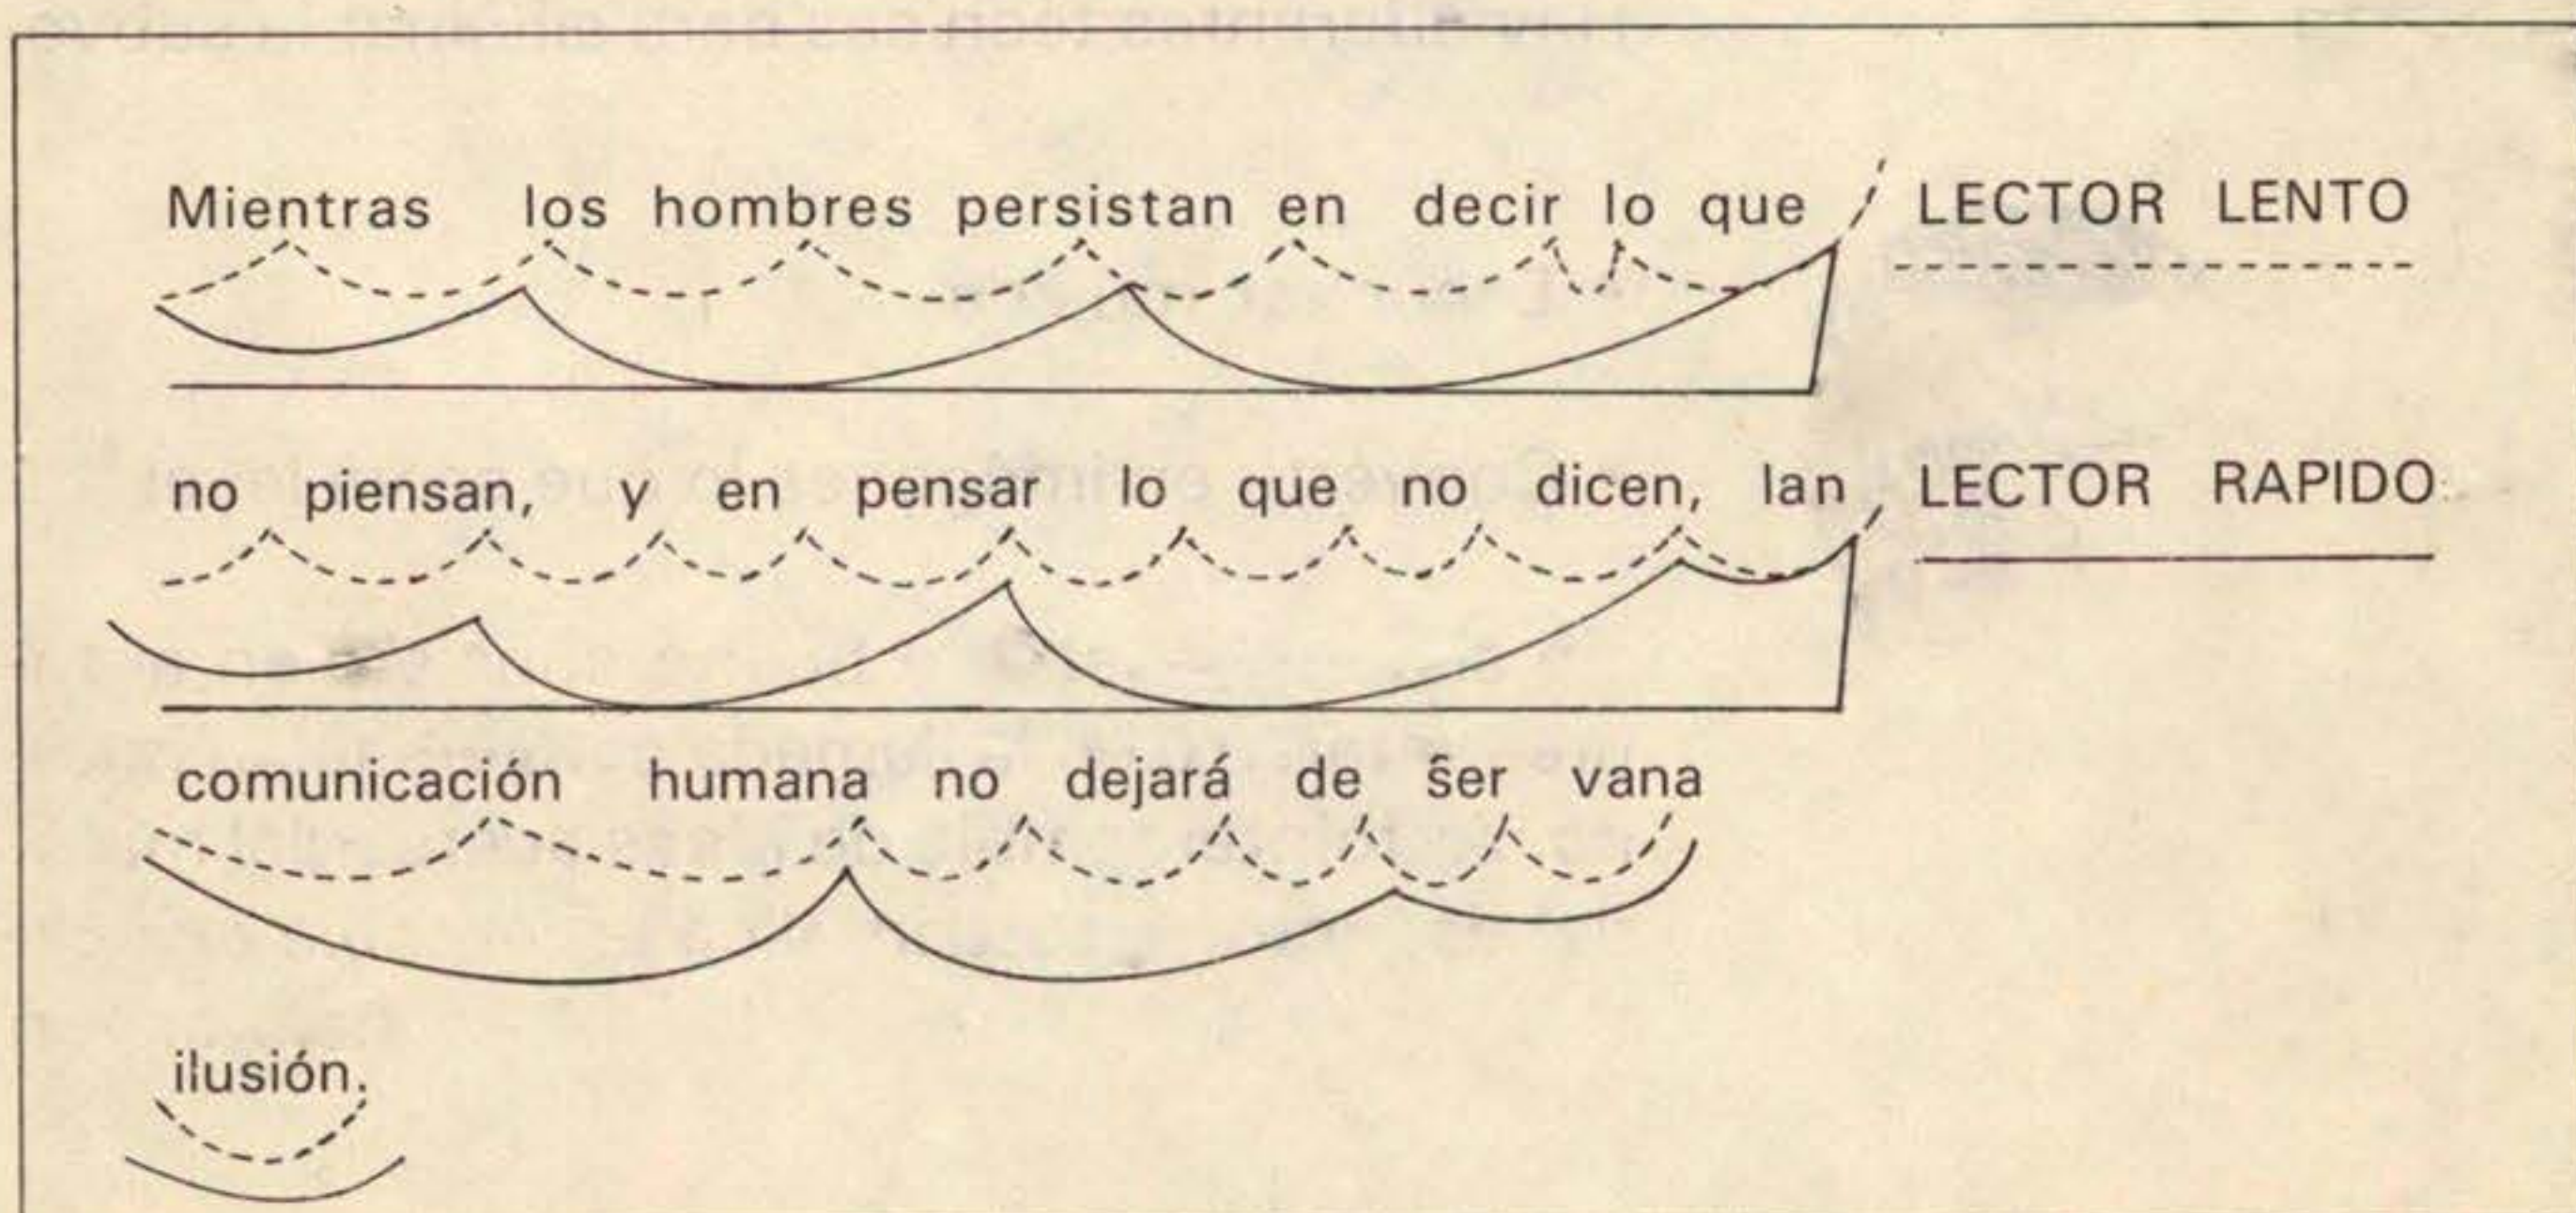 Mientras los hombres persistan en decir lo que LECTOR LENTO
no piensan, y en pensar lo que no dicen, lan LECTOR RAPIDO
comunicación humana no dejará de ser vana
ilusión.